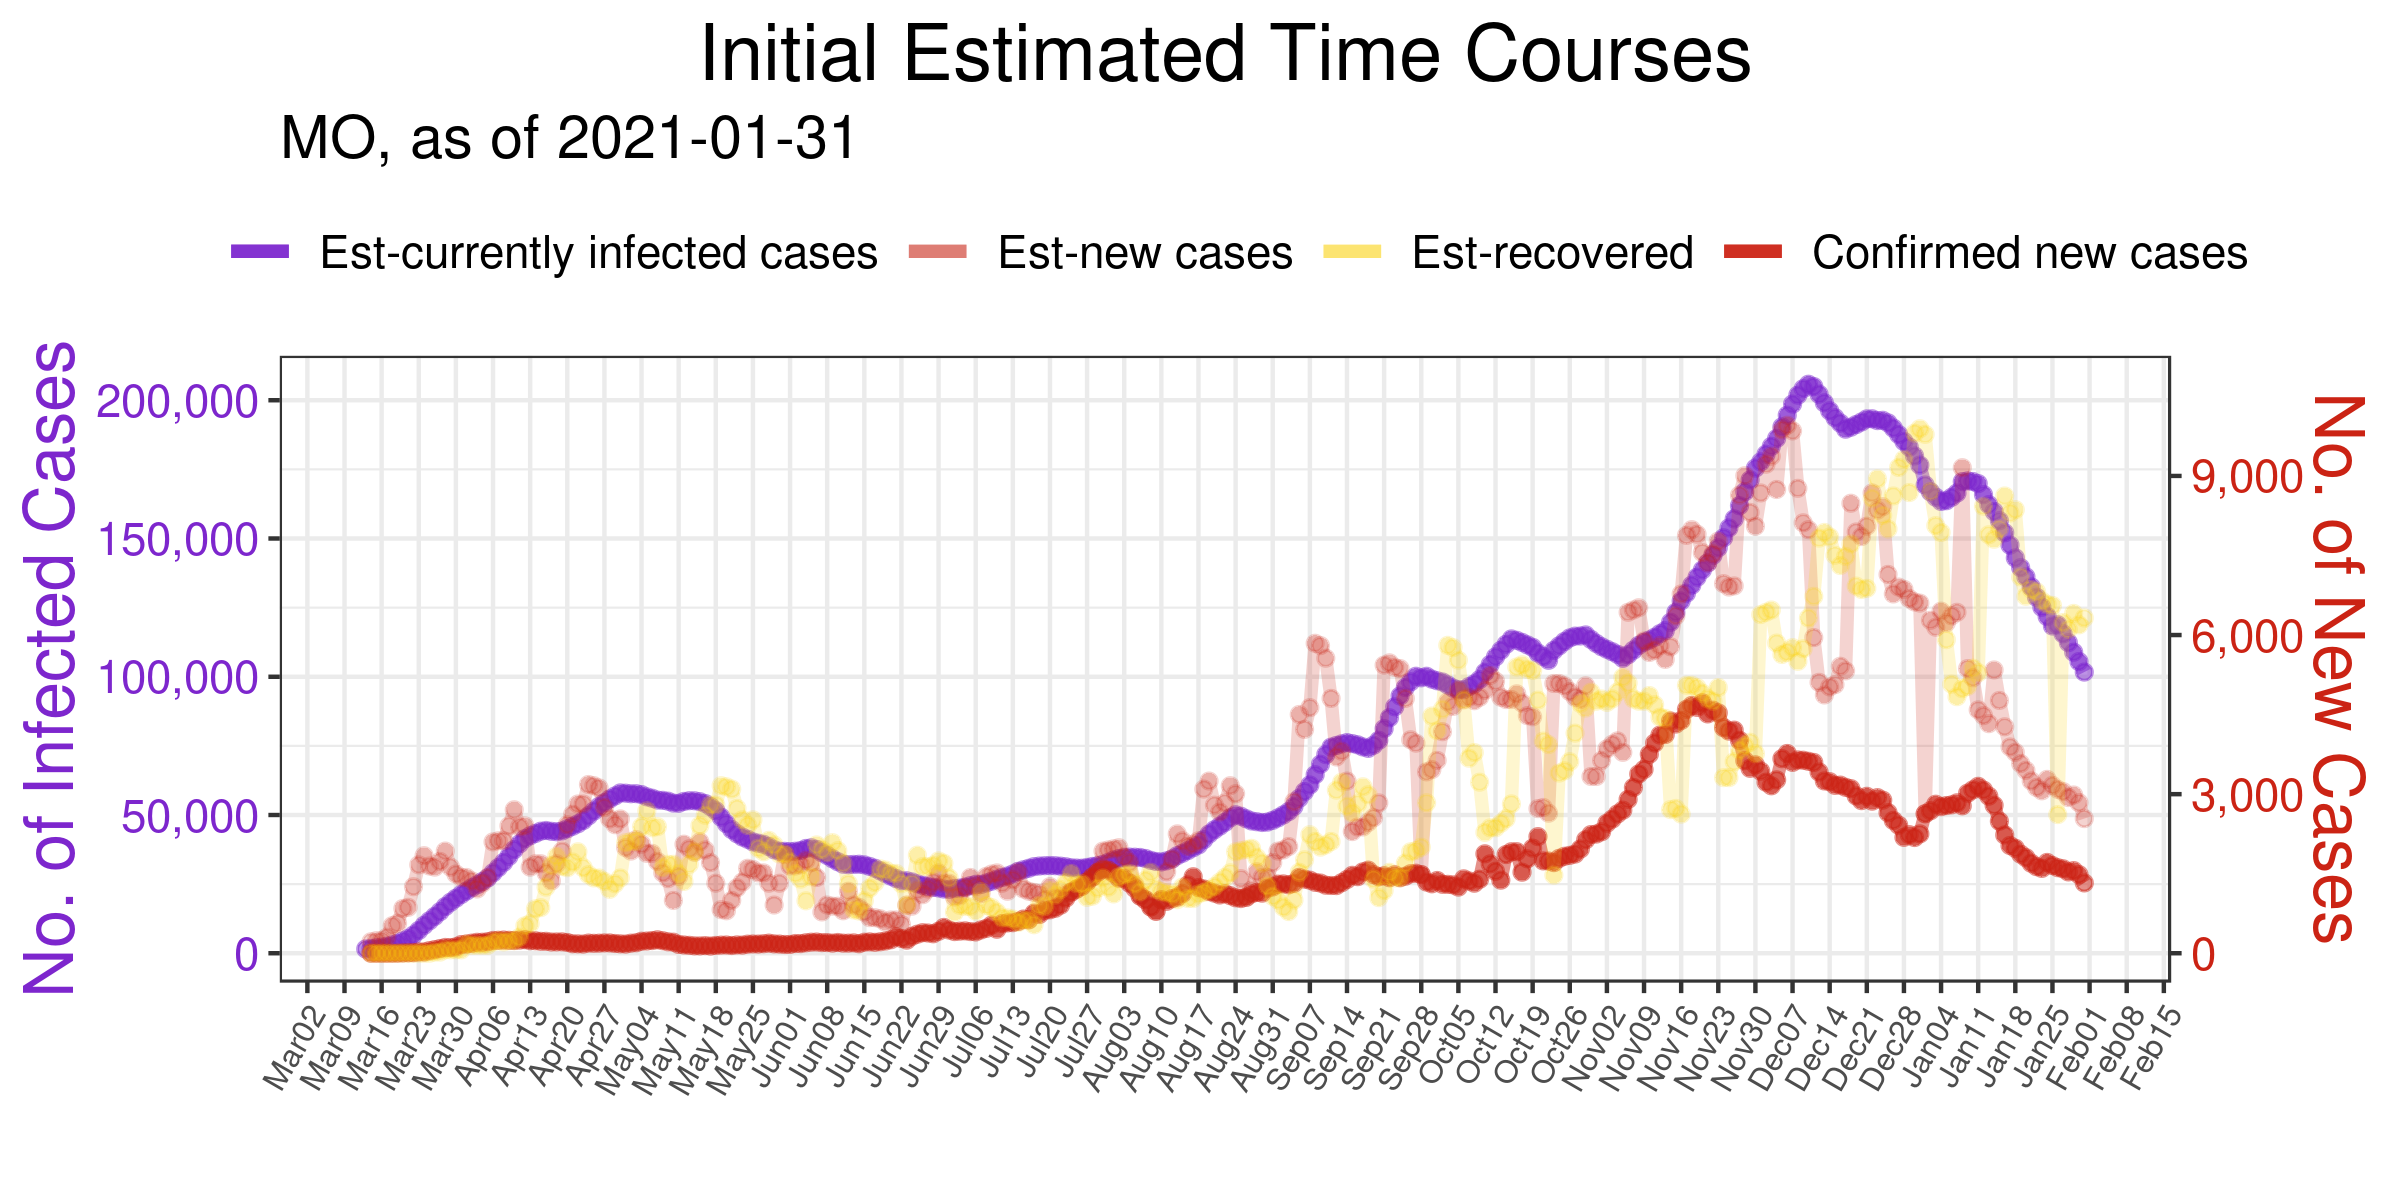 Initial Estimated Time Courses
MO, as of 2021-01-31
Est-currently infected cases Est-new cases Est-recovered Confirmed new cases
No. of Infected Cases
200,000
150,000
100,000
50,000
0
No. of New Cases
9,000
6,000
3,000
0
Mar02 Mar09 Mar16 Mar23 Mar30 Apr06 Apr13 Apr20 Apr27 May04 May11 May18 May25 Jun01 Jun08 Jun15 Jun22 Jun29 Jul06 Jul13 Jul20 Jul27 Aug03 Aug10 Aug17 Aug24 Aug31 Sep07 Sep14 Sep21 Sep28 Oct05 Oct12 Oct19 Oct26 Nov02 Nov09 Nov16 Nov23 Nov30 Dec07 Dec14 Dec21 Dec28 Jan04 Jan11 Jan18 Jan25 Feb01 Feb08 Feb15